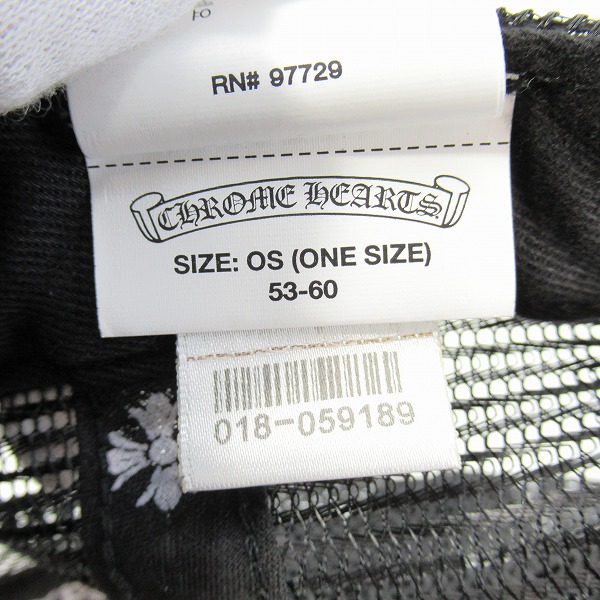 RN# 97729
CHROME HEARTS
SIZE: OS (ONE SIZE)
53-60
018-059189